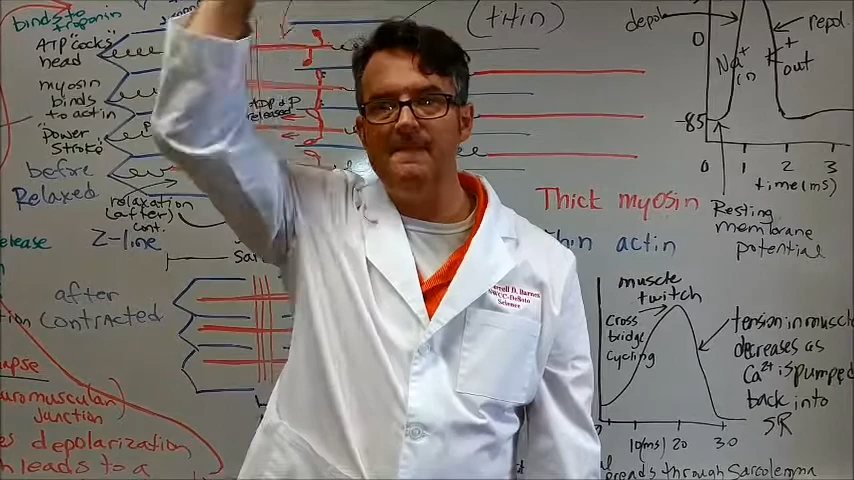 binds to
troponin
ATP "cocks"
head
myosin
binds
to actin
"Power
Stroke"
before
Relaxed
relaxation
(after)
cont.
Z-line
after
contracted
ADP & P
released
titin
Thick myosin
actin
depol
repol
0
Na+
in
K+
out
-85
0
1
2
3
time (ms)
Resting
membrane
potential
muscle
twitch
Cross
bridge
cycling
10 (ms)
20
30
tension in muscle
decreases as
Ca2+ is pumped
back into
SR
spreads through Sarcolemma
junction
depolarization
leads to a
D. Barnes
NWCC-DeSoto
Science